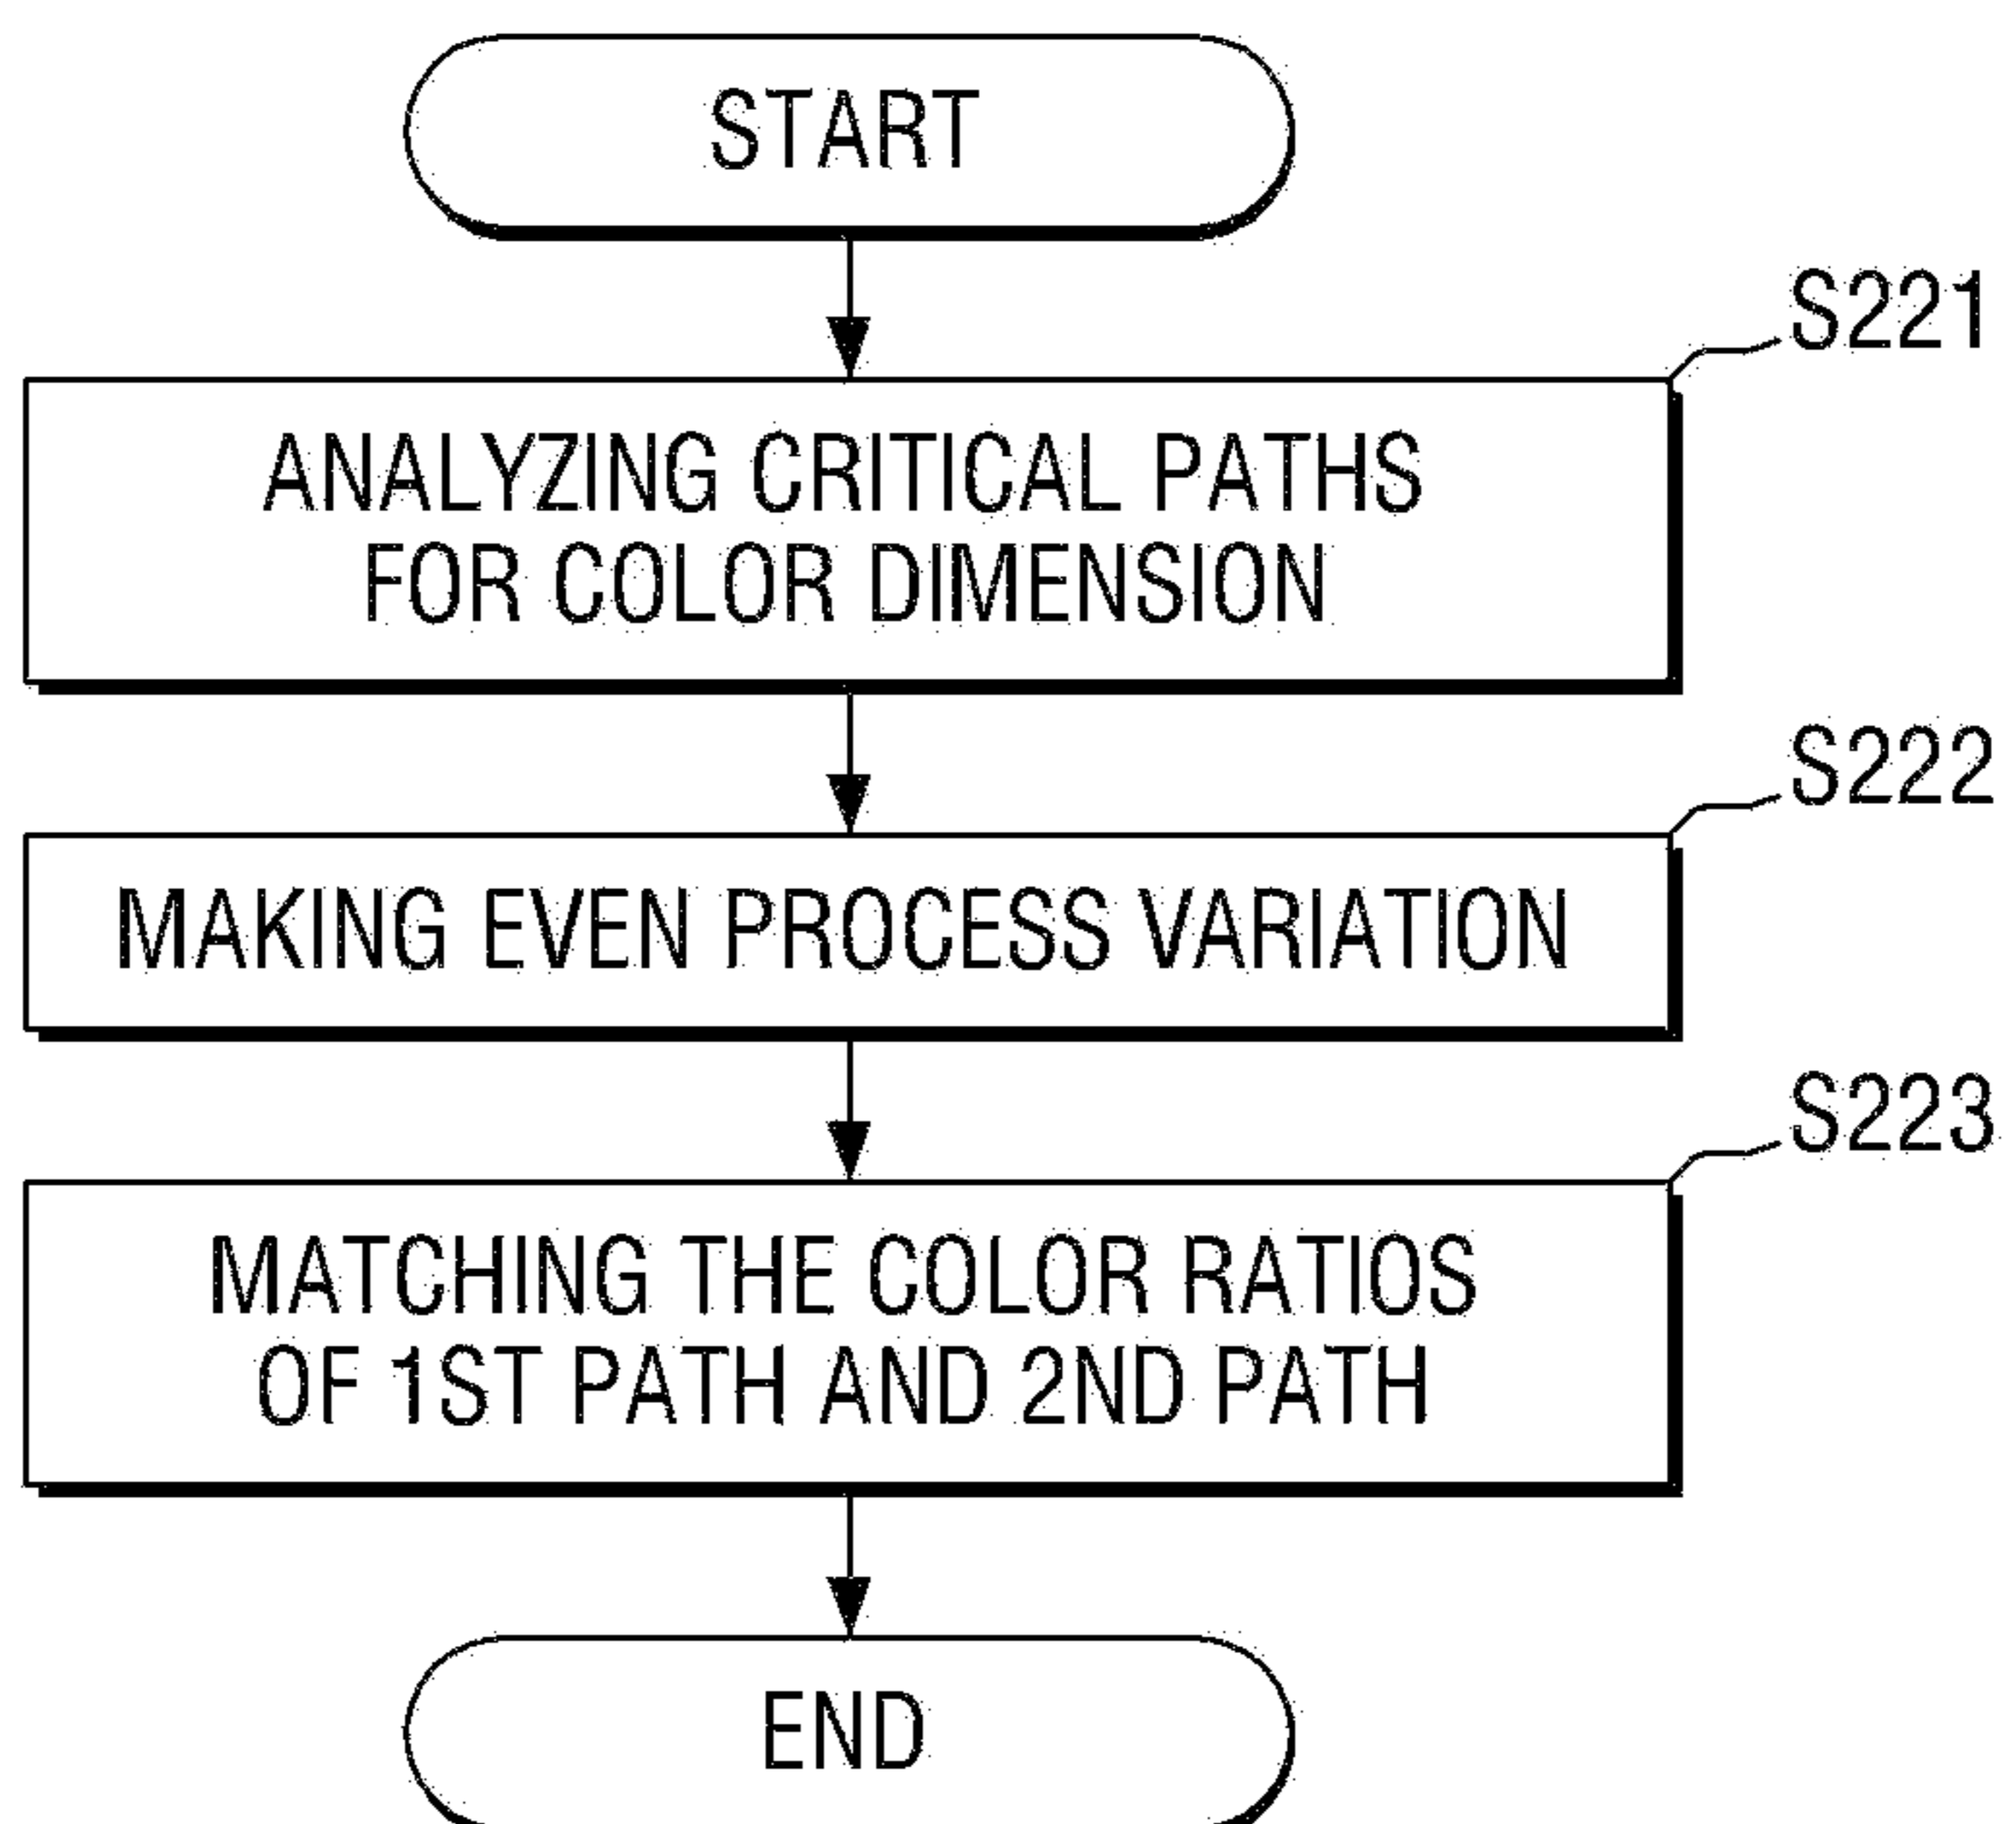 START
S221
ANALYZING CRITICAL PATHS
FOR COLOR DIMENSION
S222
MAKING EVEN PROCESS VARIATION
S223
MATCHING THE COLOR RATIOS
OF 1ST PATH AND 2ND PATH
END